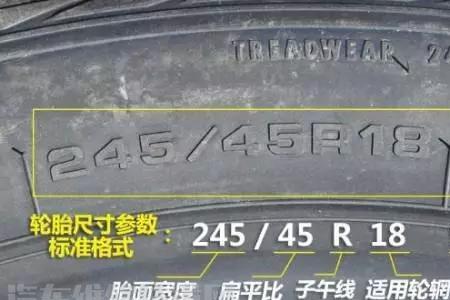 TREADWEAR 24
245/45R18
轮胎尺寸参数
标准格式 : 245 / 45 R 18
胎面宽度 扁平比 子午线 适用轮辋